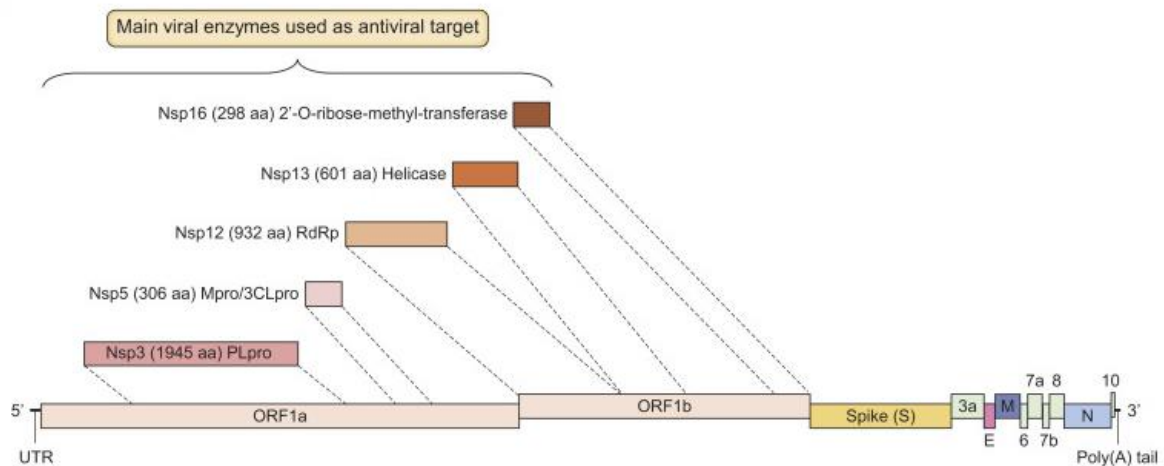 Main viral enzymes used as antiviral target
Nsp16 (298 aa) 2'-O-ribose-methyl-transferase
Nsp13 (601 aa) Helicase
Nsp12 (932 aa) RdRp
Nsp5 (306 aa) Mpro/3CLpro
Nsp3 (1945 aa) PLpro
7a 8 10
5’ ORF1a ORF1b Spike (S) 3a M N 3’
E 6 7b
UTR Poly(A) tail